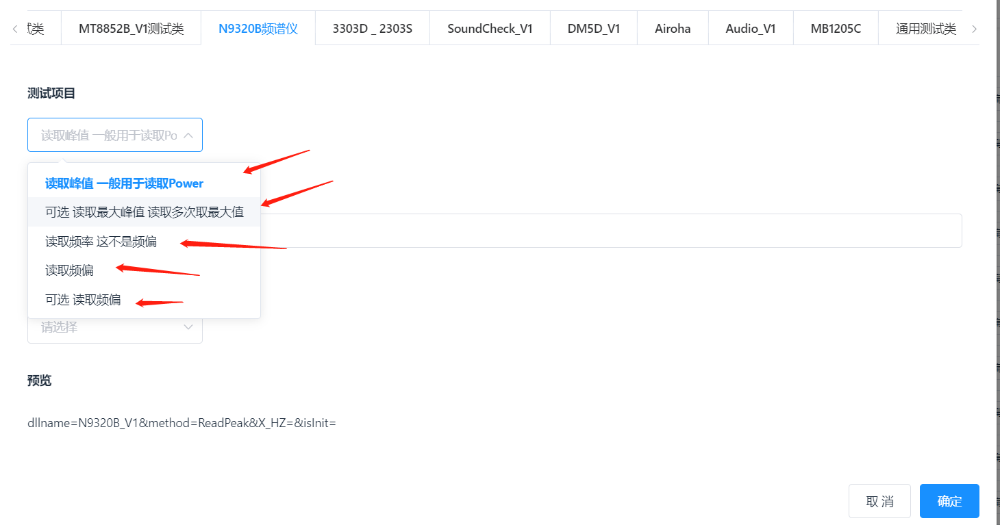 试类 MT8852B_V1测试类 N9320B频谱仪 3303D _ 2303S SoundCheck_V1 DM5D_V1 Airoha Audio_V1 MB1205C 通用测试类
测试项目
读取峰值 一般用于读取Po
读取峰值 一般用于读取Power
可选 读取最大峰值 读取多次取最大值
读取频率 这不是频偏
读取频偏
可选 读取频偏
请选择
预览
dllname=N9320B_V1&method=ReadPeak&X_HZ=&isInit=
取 消 确定